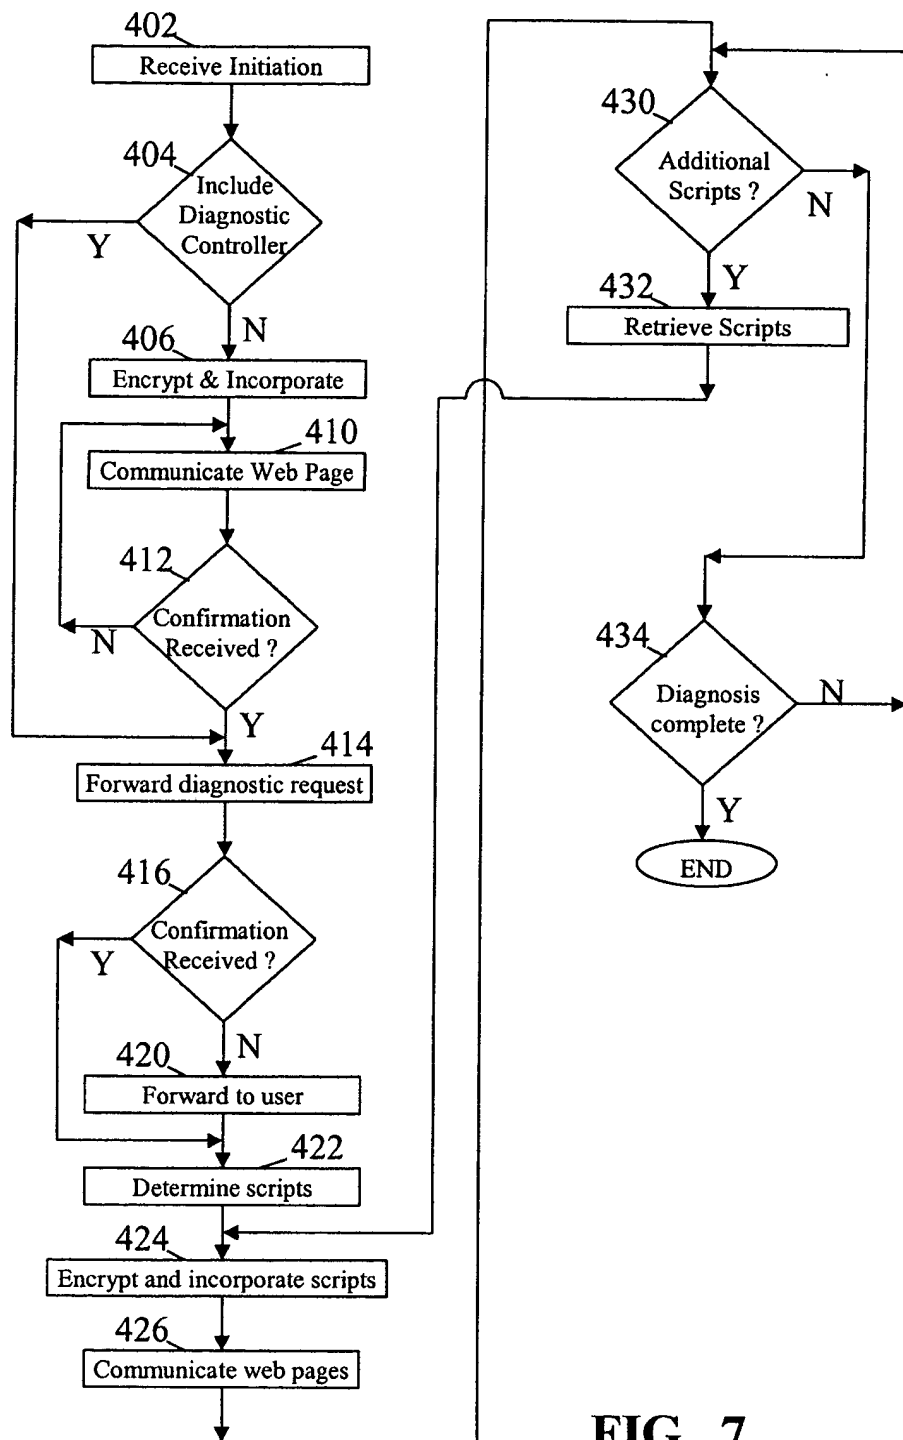 402
Receive Initiation
404
Include
Diagnostic
Controller
Y
N
406
Encrypt & Incorporate
410
Communicate Web Page
412
Confirmation
Received ?
N
Y
414
Forward diagnostic request
416
Confirmation
Received ?
Y
N
420
Forward to user
422
Determine scripts
424
Encrypt and incorporate scripts
426
Communicate web pages
430
Additional
Scripts ?
N
Y
432
Retrieve Scripts
434
Diagnosis
complete ?
N
Y
END
FIG. 7